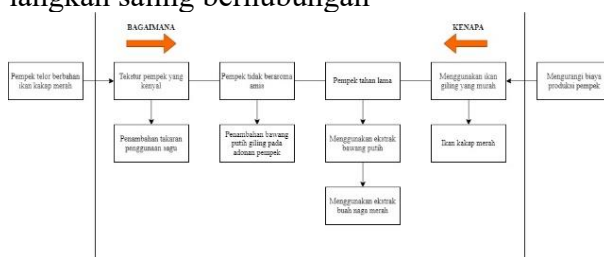 langkah saling berhubungan
BAGAIMANA
KENAPA
Pempek telor berbahan
ikan kakap merah
Tekstur pempek yang
kenyal
Pempek tidak beraroma
amis
Pempek tahan lama
Menggunakan ikan
giling yang murah
Mengurangi biaya
produksi pempek
Penambahan takaran
penggunaan sagu
Penambahan bawang
putih giling pada
adonan pempek
Menggunakan ekstrak
bawang putih
Ikan kakap merah
Menggunakan ekstrak
buah naga merah